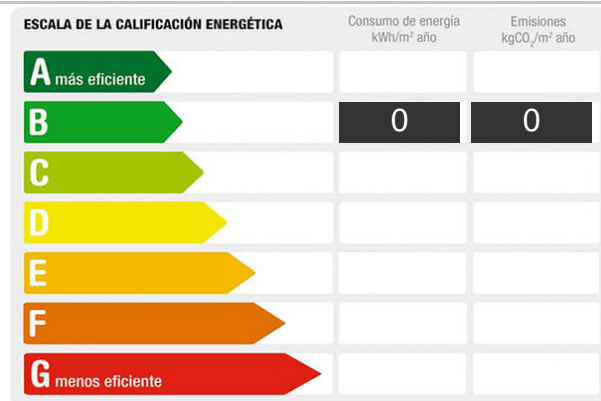 ESCALA DE LA CALIFICACIÓN ENERGÉTICA
Consumo de energía
kWh/m² año
Emisiones
kgCO₂/m² año
A más eficiente
B
0
0
C
D
E
F
G menos eficiente